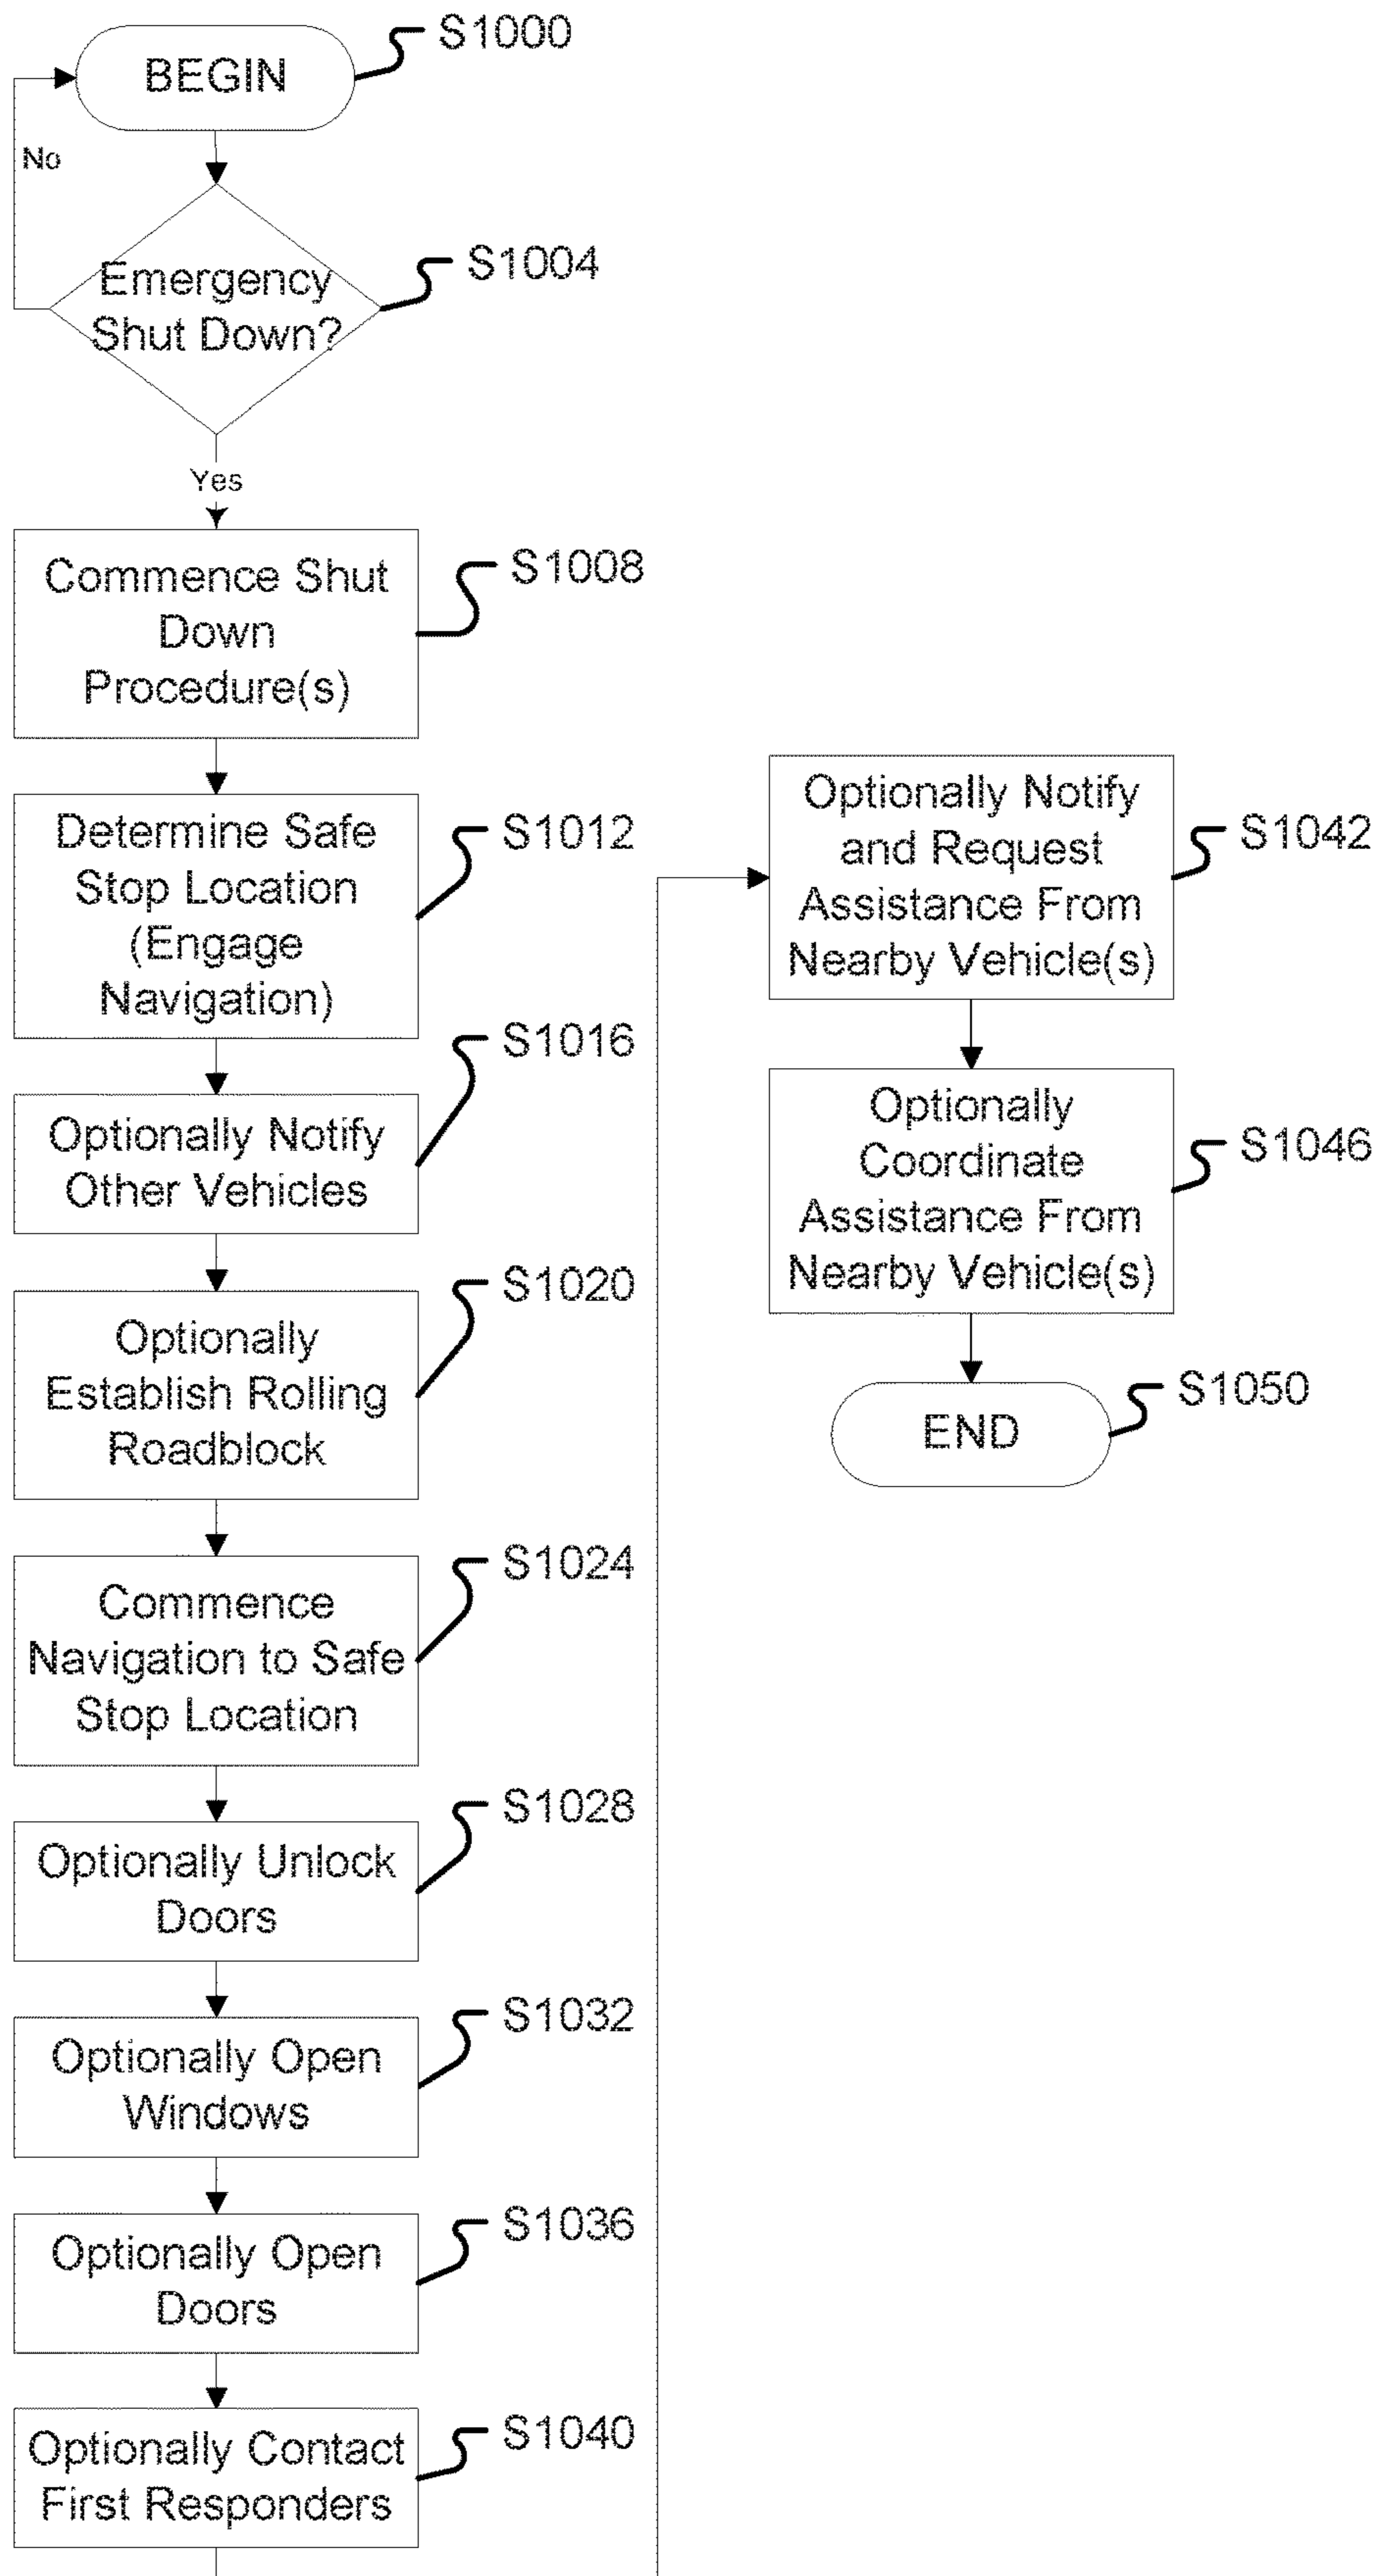 BEGIN
S1000
No
Emergency
Shut Down?
S1004
Yes
Commence Shut
Down
Procedure(s)
S1008
Determine Safe
Stop Location
(Engage
Navigation)
S1012
Optionally Notify
Other Vehicles
S1016
Optionally
Establish Rolling
Roadblock
S1020
Commence
Navigation to Safe
Stop Location
S1024
Optionally Unlock
Doors
S1028
Optionally Open
Windows
S1032
Optionally Open
Doors
S1036
Optionally Contact
First Responders
S1040
Optionally Notify
and Request
Assistance From
Nearby Vehicle(s)
S1042
Optionally
Coordinate
Assistance From
Nearby Vehicle(s)
S1046
END
S1050